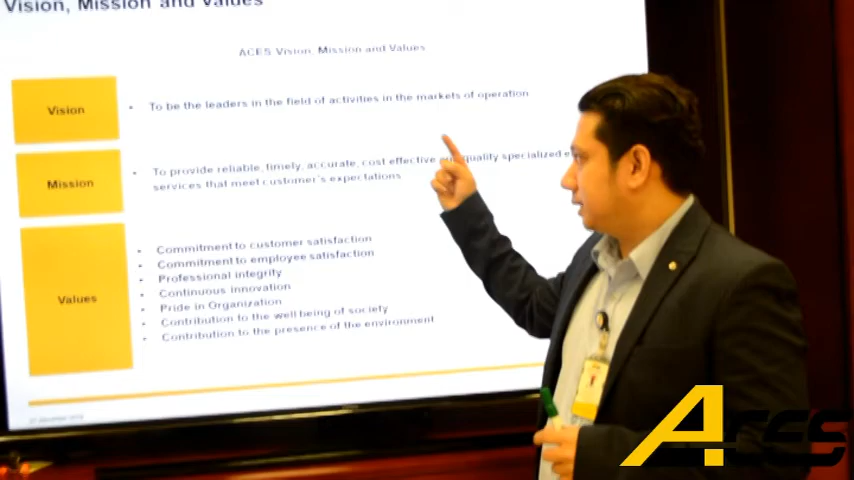 Vision, Mission and Values
ACES Vision, Mission and Values
Vision
• To be the leaders in the field of activities in the markets of operation
Mission
• To provide reliable, timely, accurate, cost effective quality specialized
services that meet customer's expectations
Values
• Commitment to customer satisfaction
• Commitment to employee satisfaction
• Professional integrity
• Continuous innovation
• Pride in Organization
• Contribution to the well being of society
• Contribution to the presence of the environment
ACES